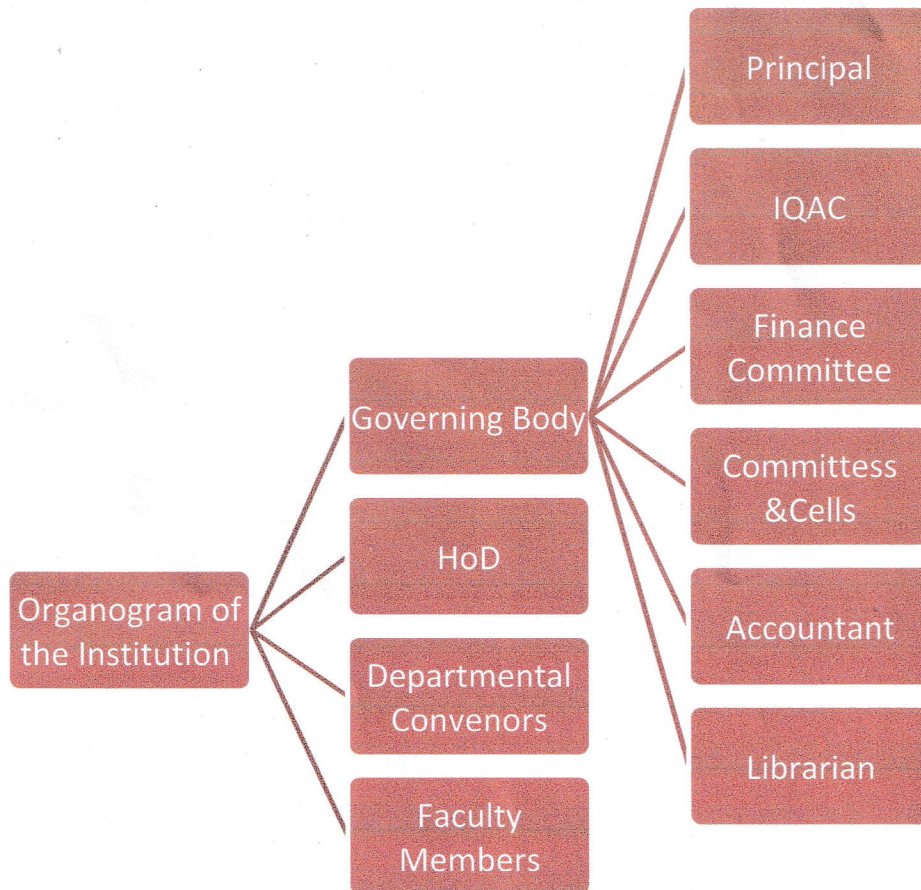 Organogram of
the Institution
Governing Body
HoD
Departmental
Convenors
Faculty
Members
Principal
IQAC
Finance
Committee
Committess
&Cells
Accountant
Librarian